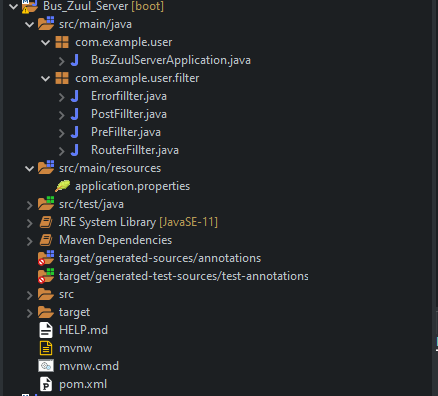 Bus_Zuul_Server [boot]
src/main/java
com.example.user
BusZuulServerApplication.java
com.example.user.filter
Errorfillter.java
PostFillter.java
PreFillter.java
RouterFillter.java
src/main/resources
application.properties
src/test/java
JRE System Library [JavaSE-11]
Maven Dependencies
target/generated-sources/annotations
target/generated-test-sources/test-annotations
src
target
HELP.md
mvnw
mvnw.cmd
pom.xml